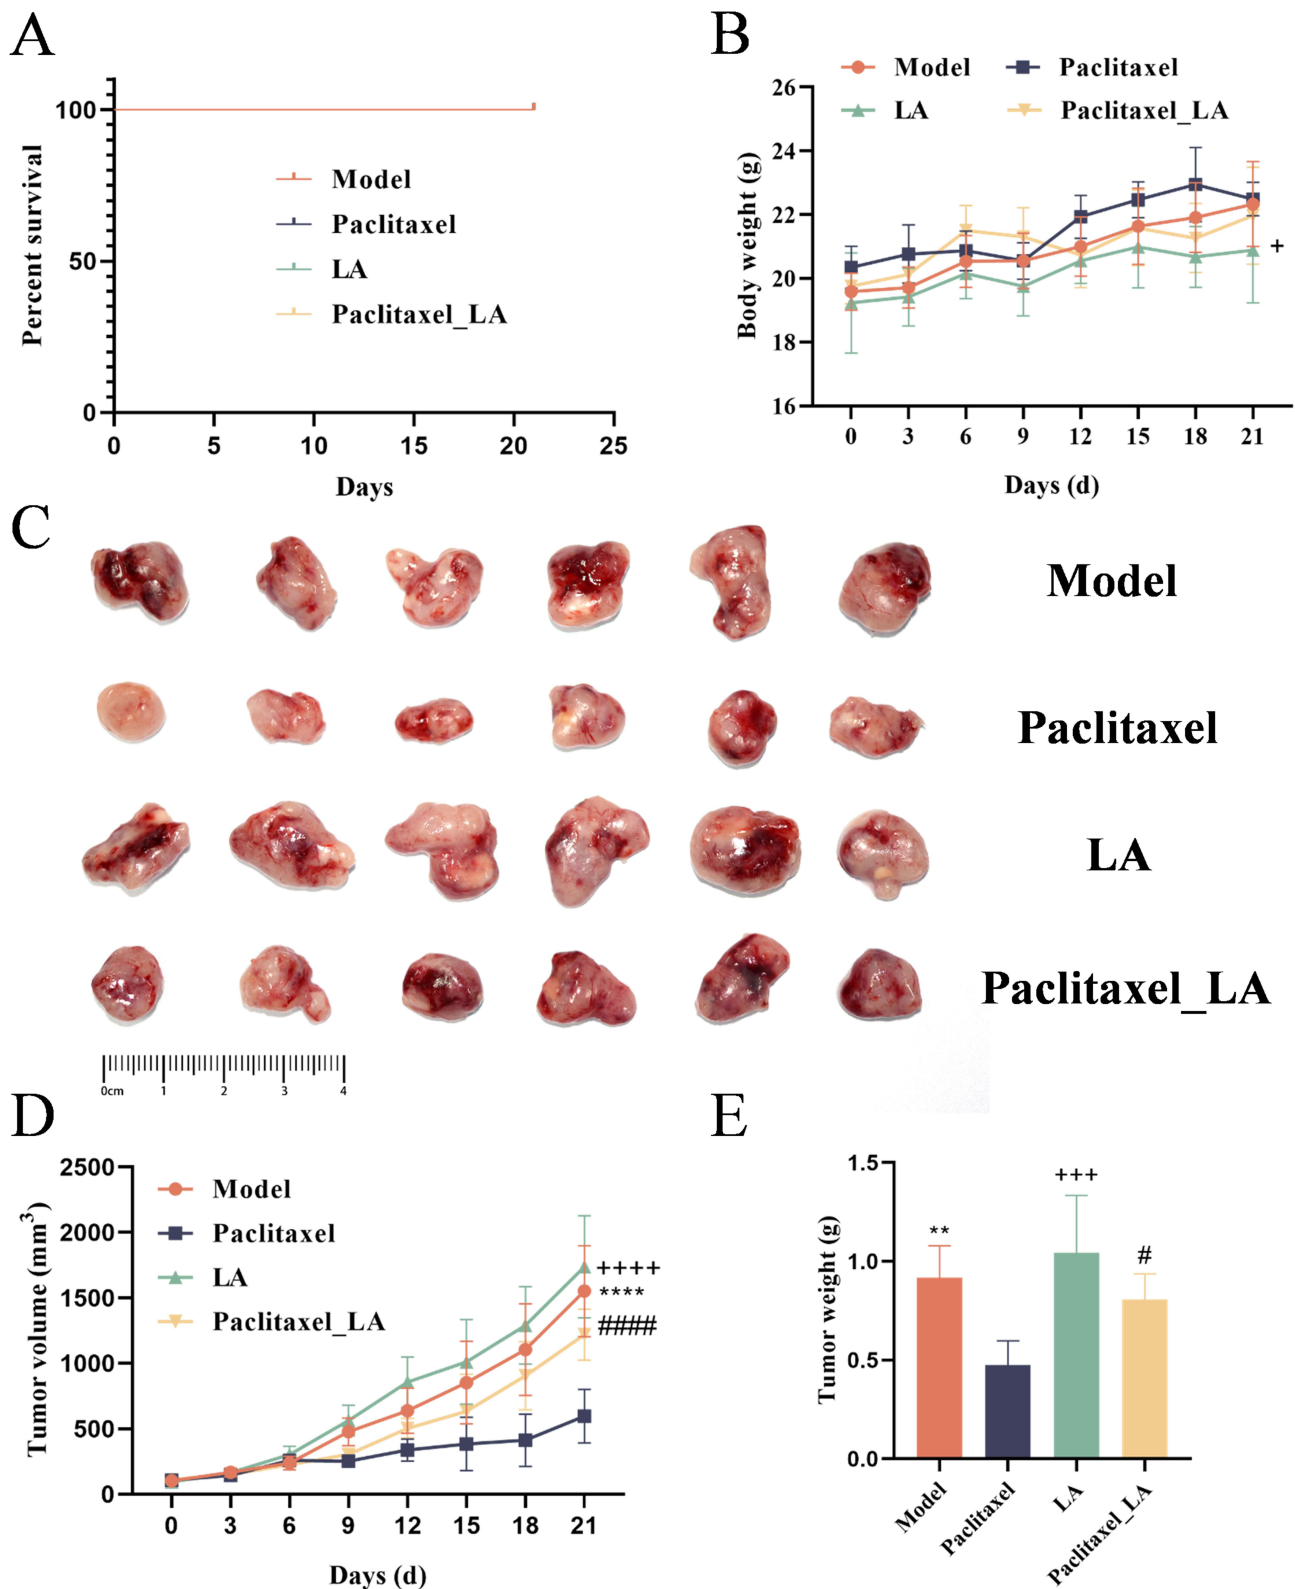 A
Percent survival
100
50
0
0 5 10 15 20 25
Days
Model
Paclitaxel
LA
Paclitaxel_LA
B
Model Paclitaxel
LA Paclitaxel_LA
Body weight (g)
26
24
22
20
18
16
+
0 3 6 9 12 15 18 21
Days (d)
C
Model
Paclitaxel
LA
Paclitaxel_LA
0cm 1 2 3 4
D
Tumor volume (mm3)
2500
2000
1500
1000
500
0
Model
Paclitaxel
LA
Paclitaxel_LA
++++
****
####
0 3 6 9 12 15 18 21
Days (d)
E
Tumor weight (g)
1.5
1.0
0.5
0.0
**
+++
#
Model
Paclitaxel
LA
Paclitaxel_LA